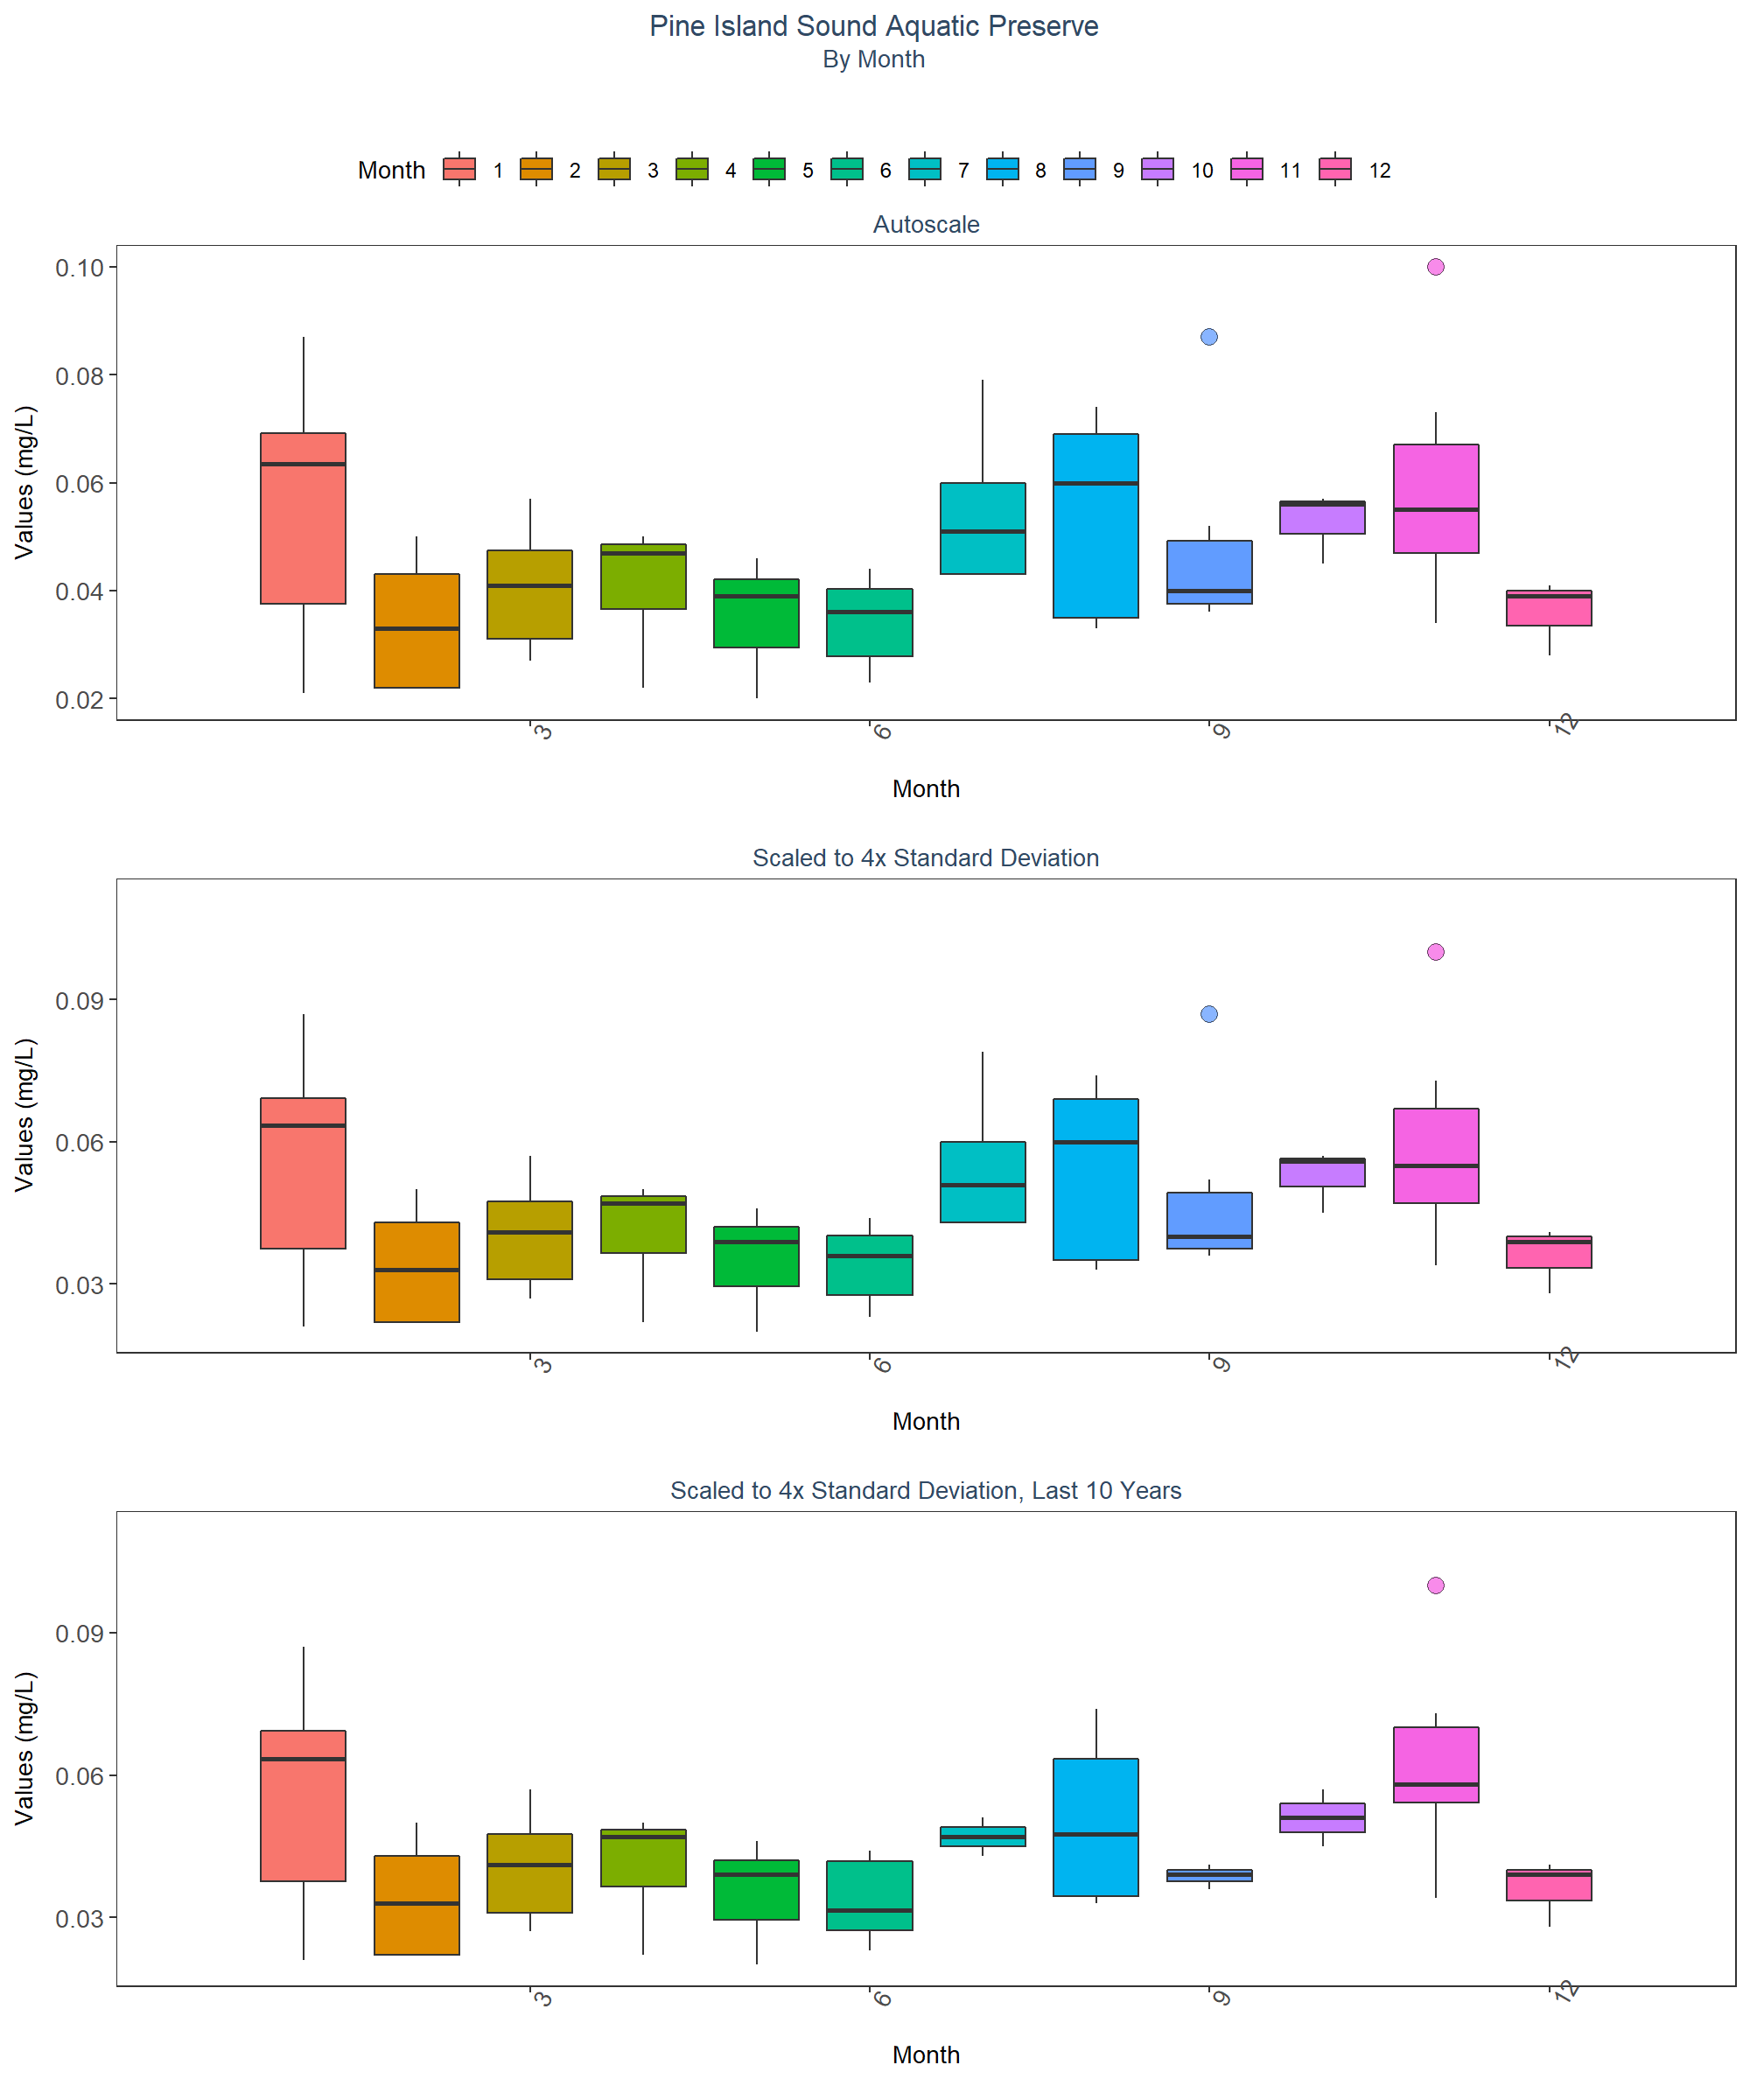 Pine Island Sound Aquatic Preserve
By Month
Month 1 2 3 4 5 6 7 8 9 10 11 12
Autoscale
Values (mg/L)
0.10
0.08
0.06
0.04
0.02
3 6 9 12
Month
Scaled to 4x Standard Deviation
Values (mg/L)
0.09
0.06
0.03
3 6 9 12
Month
Scaled to 4x Standard Deviation, Last 10 Years
Values (mg/L)
0.09
0.06
0.03
3 6 9 12
Month